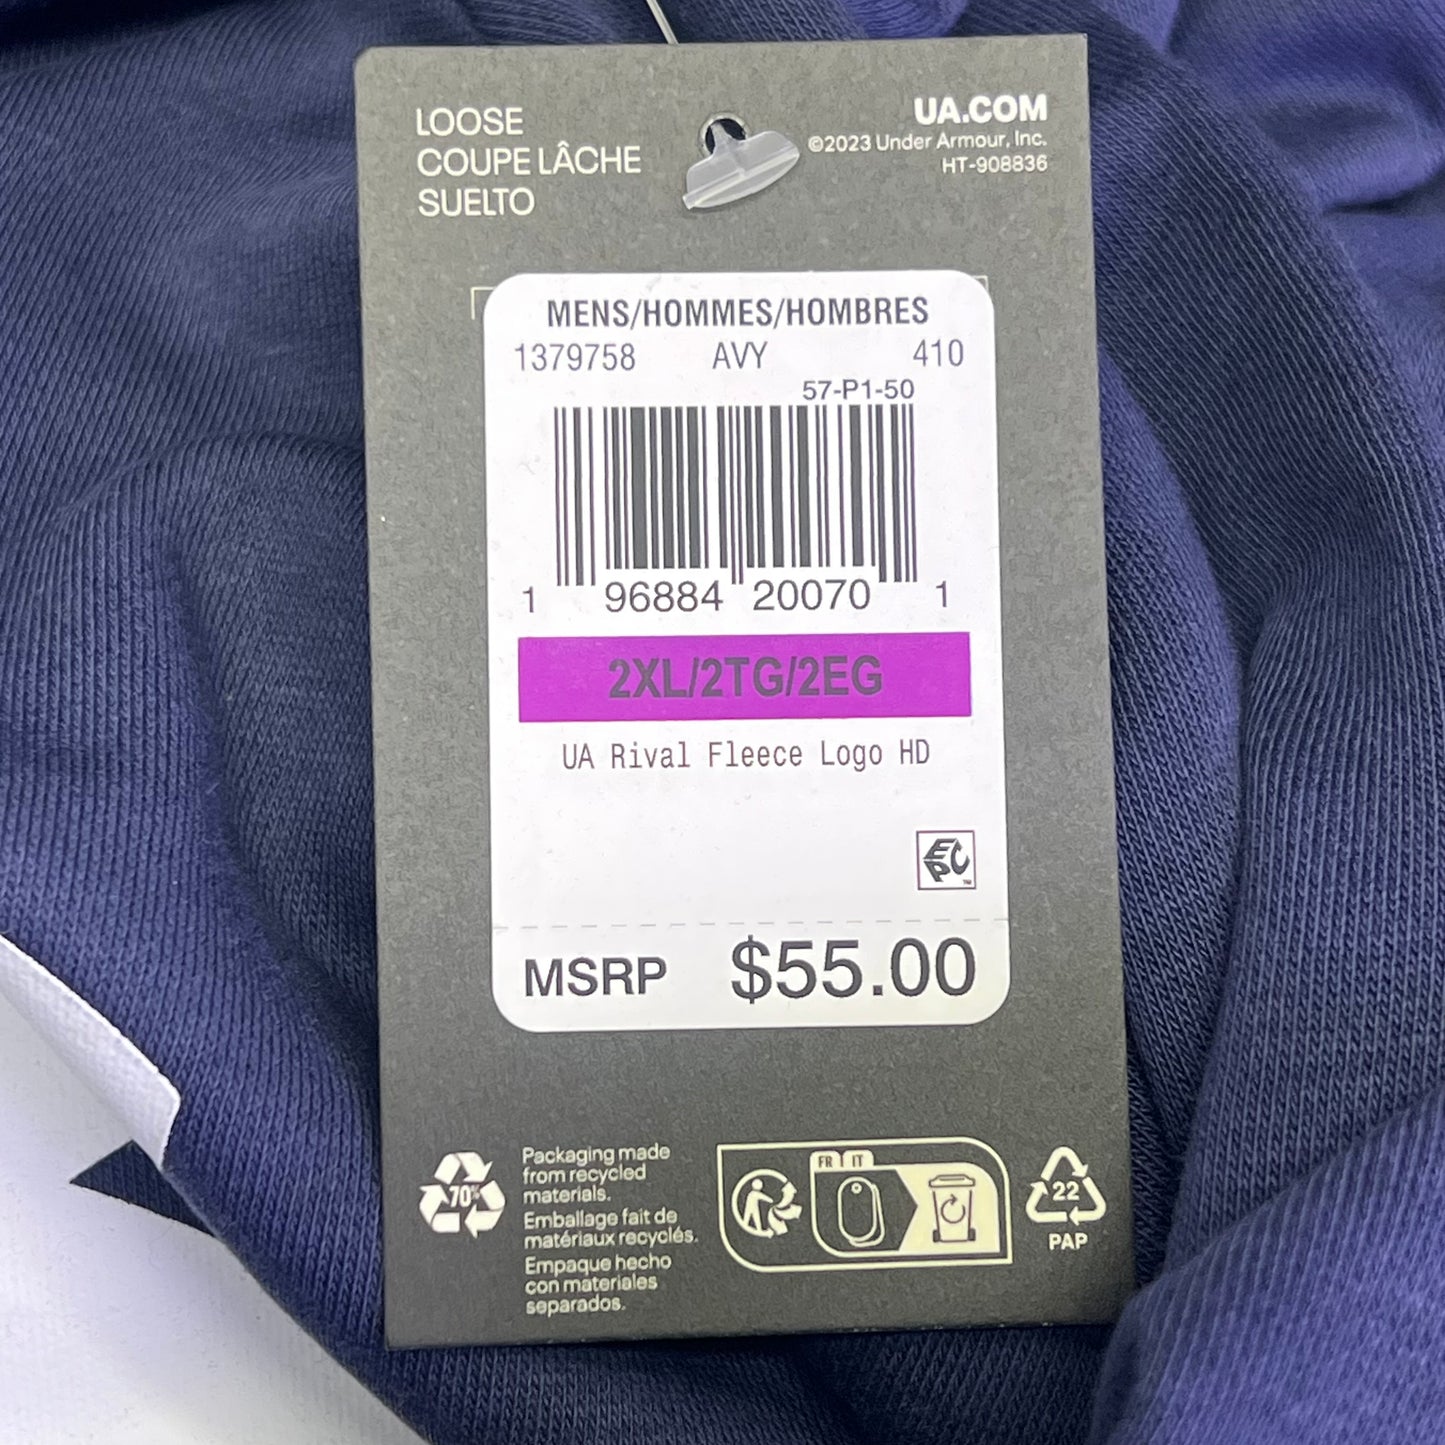 LOOSE
COUPE LÂCHE
SUELTO
UA.COM
©2023 Under Armour, Inc.
HT-908836
MENS/HOMMES/HOMBRES
1379758 AVY 410
57-P1-50
1 96884 20070 1
2XL/2TG/2EG
UA Rival Fleece Logo HD
EPC™
MSRP $55.00
70%
Packaging made
from recycled
materials.
Emballage fait de
matériaux recyclés.
Empaque hecho
con materiales
separados.
FR IT
22
PAP